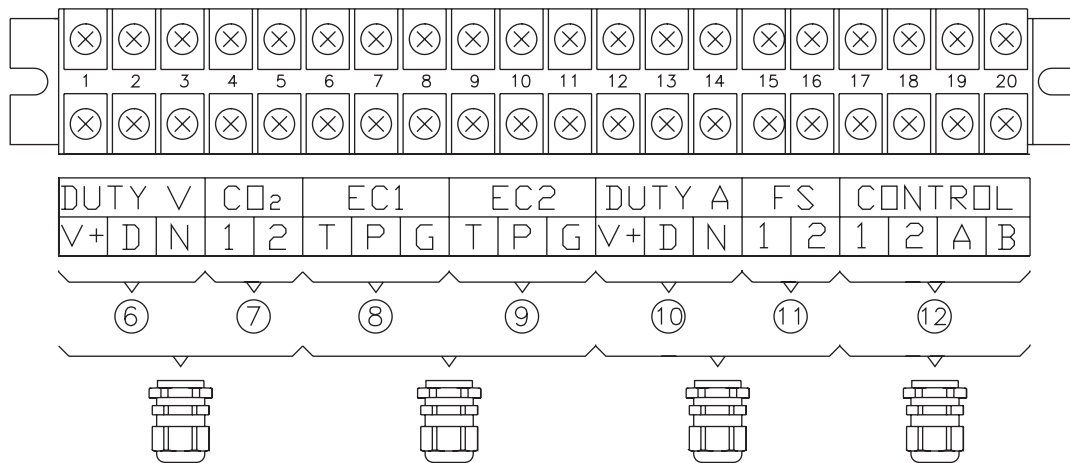 1 2 3 4 5 6 7 8 9 10 11 12 13 14 15 16 17 18 19 20
DUTY V CO₂ EC1 EC2 DUTY A FS CONTROL
V+ D N 1 2 T P G T P G V+ D N 1 2 1 2 A B
6 7 8 9 10 11 12